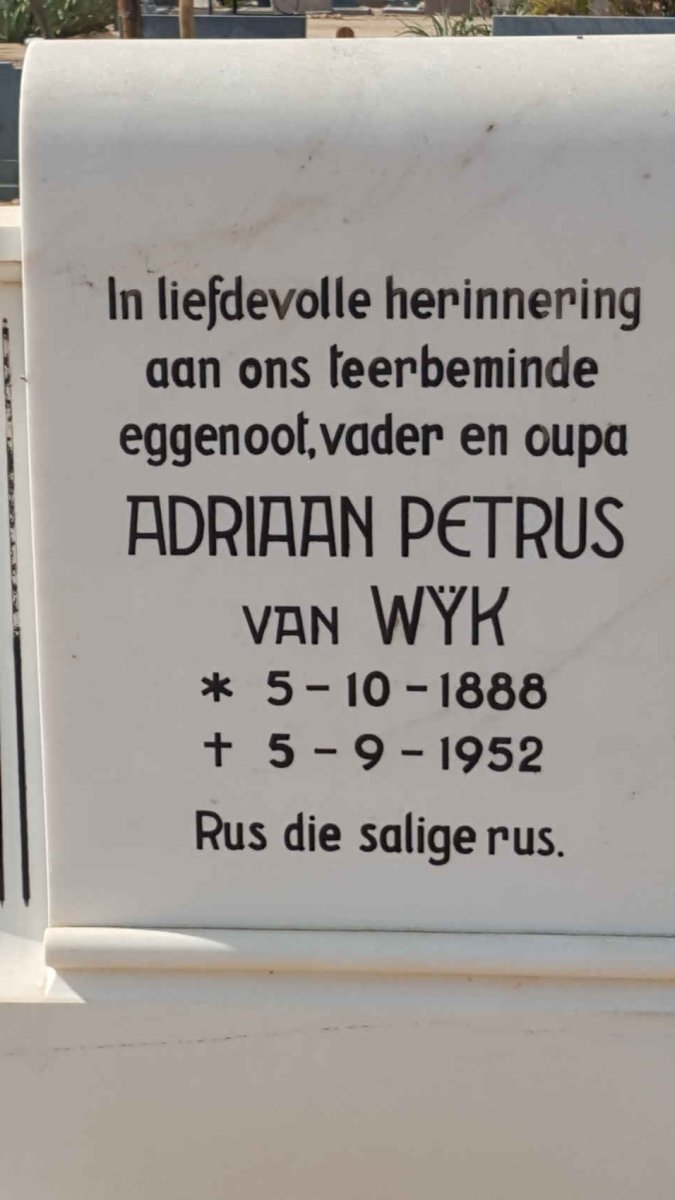 In liefdevolle herinnering
aan ons teerbeminde
eggenoot, vader en oupa
ADRIAAN PETRUS
VAN WŸK
* 5 - 10 - 1888
† 5 - 9 - 1952
Rus die salige rus.